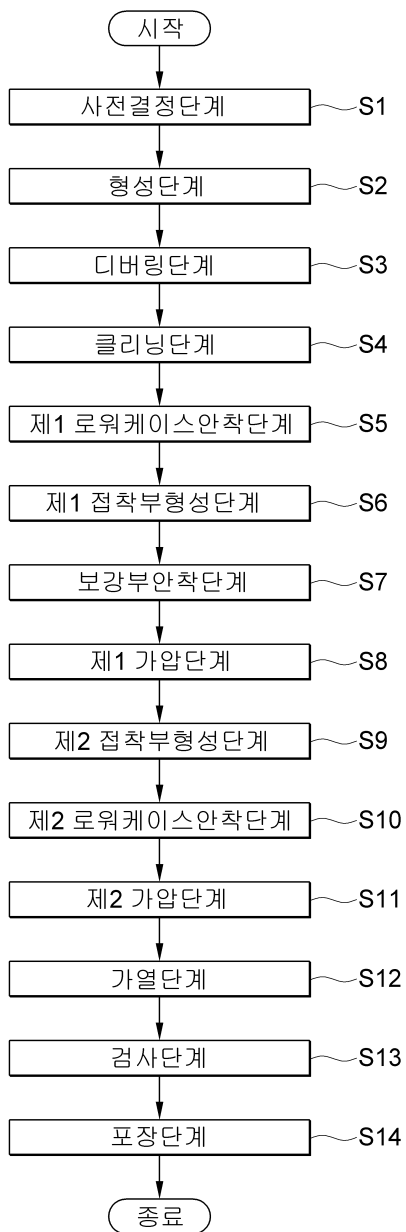 시작
사전결정단계 S1
형성단계 S2
디버링단계 S3
클리닝단계 S4
제1 로워케이스안착단계 S5
제1 접착부형성단계 S6
보강부안착단계 S7
제1 가압단계 S8
제2 접착부형성단계 S9
제2 로워케이스안착단계 S10
제2 가압단계 S11
가열단계 S12
검사단계 S13
포장단계 S14
종료